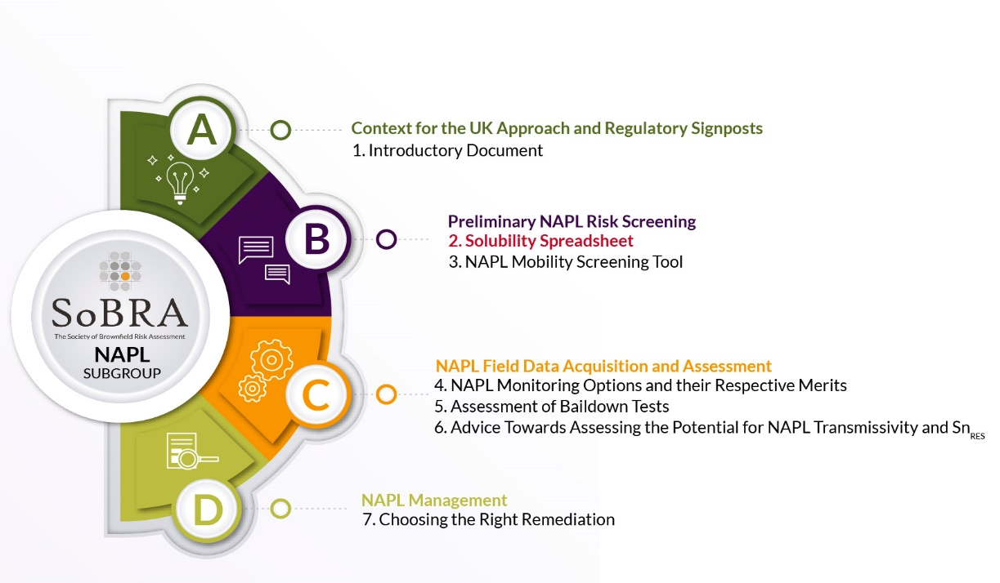 A
Context for the UK Approach and Regulatory Signposts
1. Introductory Document
B
Preliminary NAPL Risk Screening
2. Solubility Spreadsheet
3. NAPL Mobility Screening Tool
SoBRA
The Society of Brownfield Risk Assessment
NAPL
SUBGROUP
C
NAPL Field Data Acquisition and Assessment
4. NAPL Monitoring Options and their Respective Merits
5. Assessment of Baildown Tests
6. Advice Towards Assessing the Potential for NAPL Transmissivity and SnRES
D
NAPL Management
7. Choosing the Right Remediation